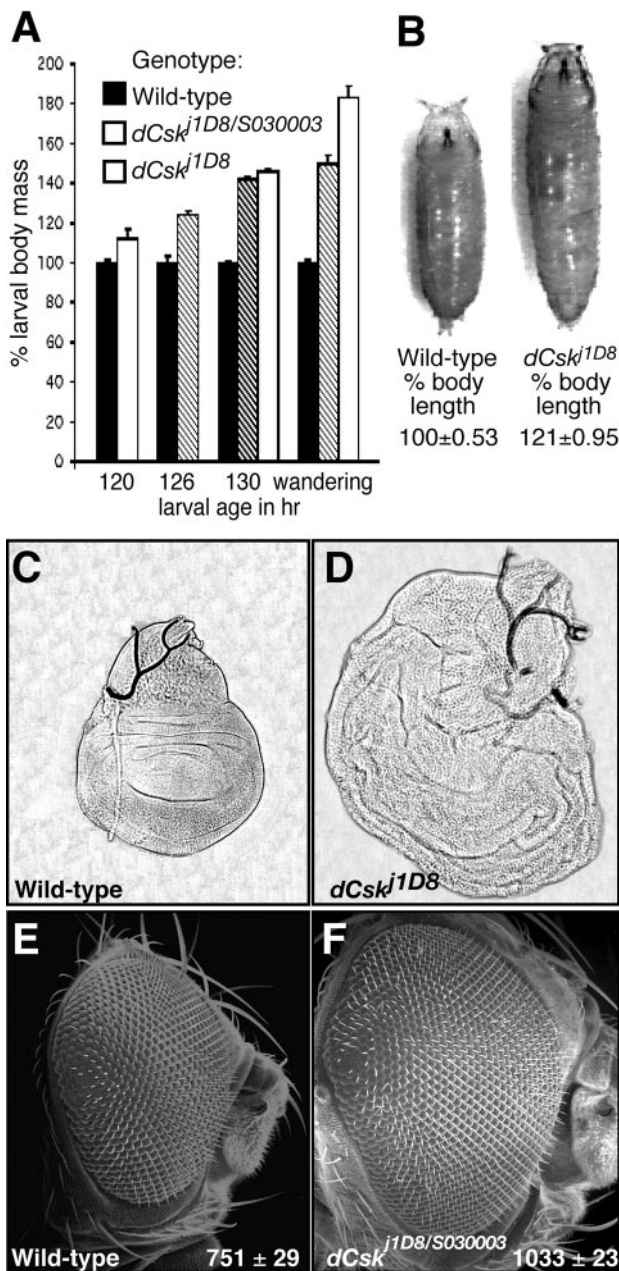 A
Genotype:
Wild-type
dCsk^j1D8/S030003
dCsk^j1D8
% larval body mass
200
180
160
140
120
100
80
60
40
20
0
120 126 130 wandering
larval age in hr
B
Wild-type
% body
length
100±0.53
dCsk^j1D8
% body
length
121±0.95
C
Wild-type
D
dCsk^j1D8
E
Wild-type 751 ± 29
F
dCsk^j1D8/S030003 1033 ± 23